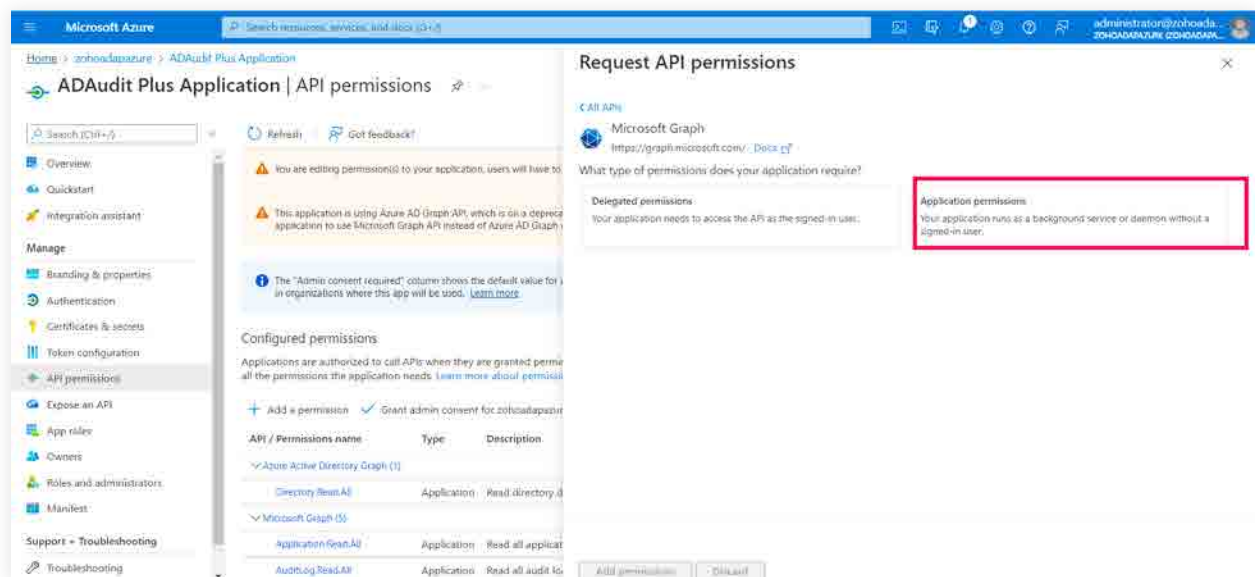 Microsoft Azure
Search resources, services, and docs (G+/)
administrator@zohoada...
ZOHOADAPAZURE (ZOHOADAPA...
Home > zohoadapazure > ADAudit Plus Application
ADAudit Plus Application | API permissions
Search (Ctrl+/)
Overview
Quickstart
Integration assistant
Manage
Branding & properties
Authentication
Certificates & secrets
Token configuration
API permissions
Expose an API
App roles
Owners
Roles and administrators
Manifest
Support + Troubleshooting
Troubleshooting
Refresh
Got feedback?
You are editing permission(s) to your application, users will have to
This application is using Azure AD Graph API, which is on a depreca
application to use Microsoft Graph API instead of Azure AD Graph
The "Admin consent required" column shows the default value for
in organizations where this app will be used. Learn more
Configured permissions
Applications are authorized to call APIs when they are granted permi
all the permissions the application needs. Learn more about permissi
Add a permission
Grant admin consent for zohoadapazur
API / Permissions name Type Description
Azure Active Directory Graph (1)
Directory.Read.All Application Read directory d
Microsoft Graph (5)
Application.Read.All Application Read all applicat
AuditLog.Read.All Application Read all audit lo
Request API permissions
All APIs
Microsoft Graph
https://graph.microsoft.com/ Docs
What type of permissions does your application require?
Delegated permissions
Your application needs to access the API as the signed-in user.
Application permissions
Your application runs as a background service or daemon without a
signed-in user.
Add permissions
Discard